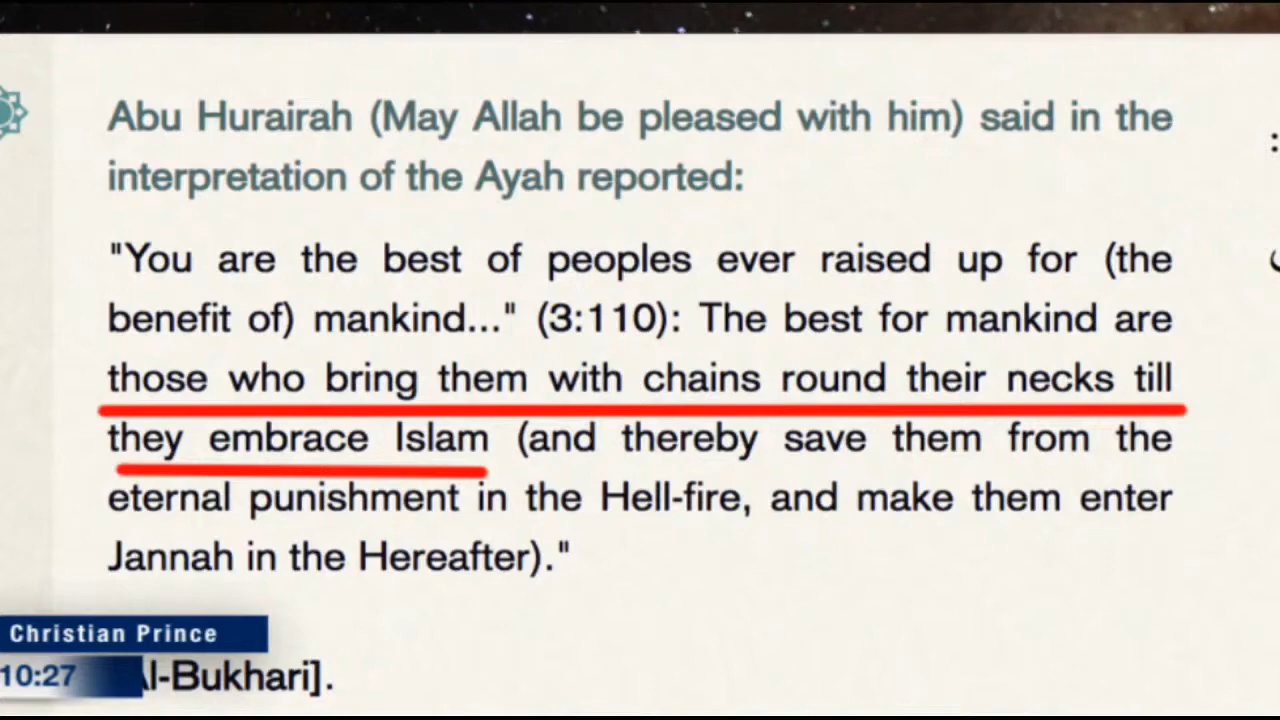 Abu Hurairah (May Allah be pleased with him) said in the
interpretation of the Ayah reported:
"You are the best of peoples ever raised up for (the
benefit of) mankind..." (3:110): The best for mankind are
those who bring them with chains round their necks till
they embrace Islam (and thereby save them from the
eternal punishment in the Hell-fire, and make them enter
Jannah in the Hereafter)."
Christian Prince
10:27
Al-Bukhari].